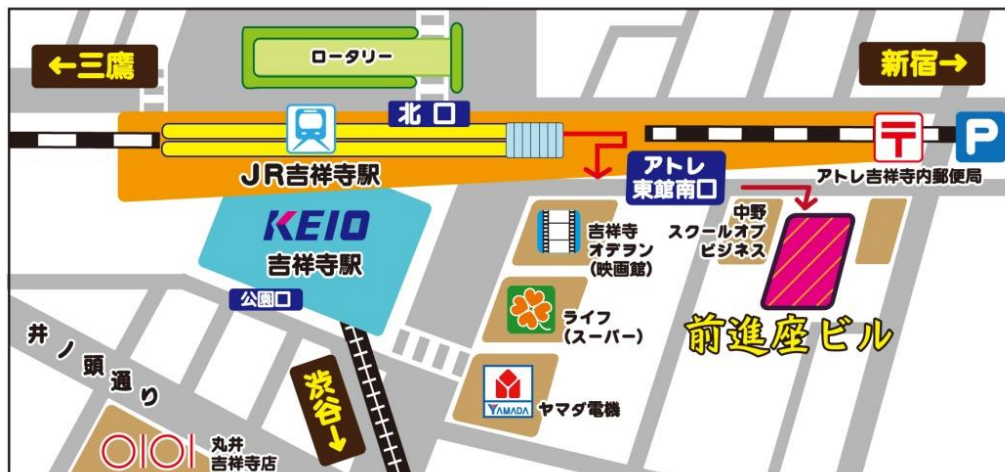 ←三鷹
ロータリー
新宿→
北口
JR吉祥寺駅
アトレ
東館南口
〒
P
アトレ吉祥寺内郵便局
KEIO
吉祥寺駅
公園口
吉祥寺
オデヲン
(映画館)
中野
スクールオブ
ビジネス
ライフ
(スーパー)
前進座ビル
井ノ頭通り
渋谷→
YAMADA
ヤマダ電機
OIOI
丸井
吉祥寺店